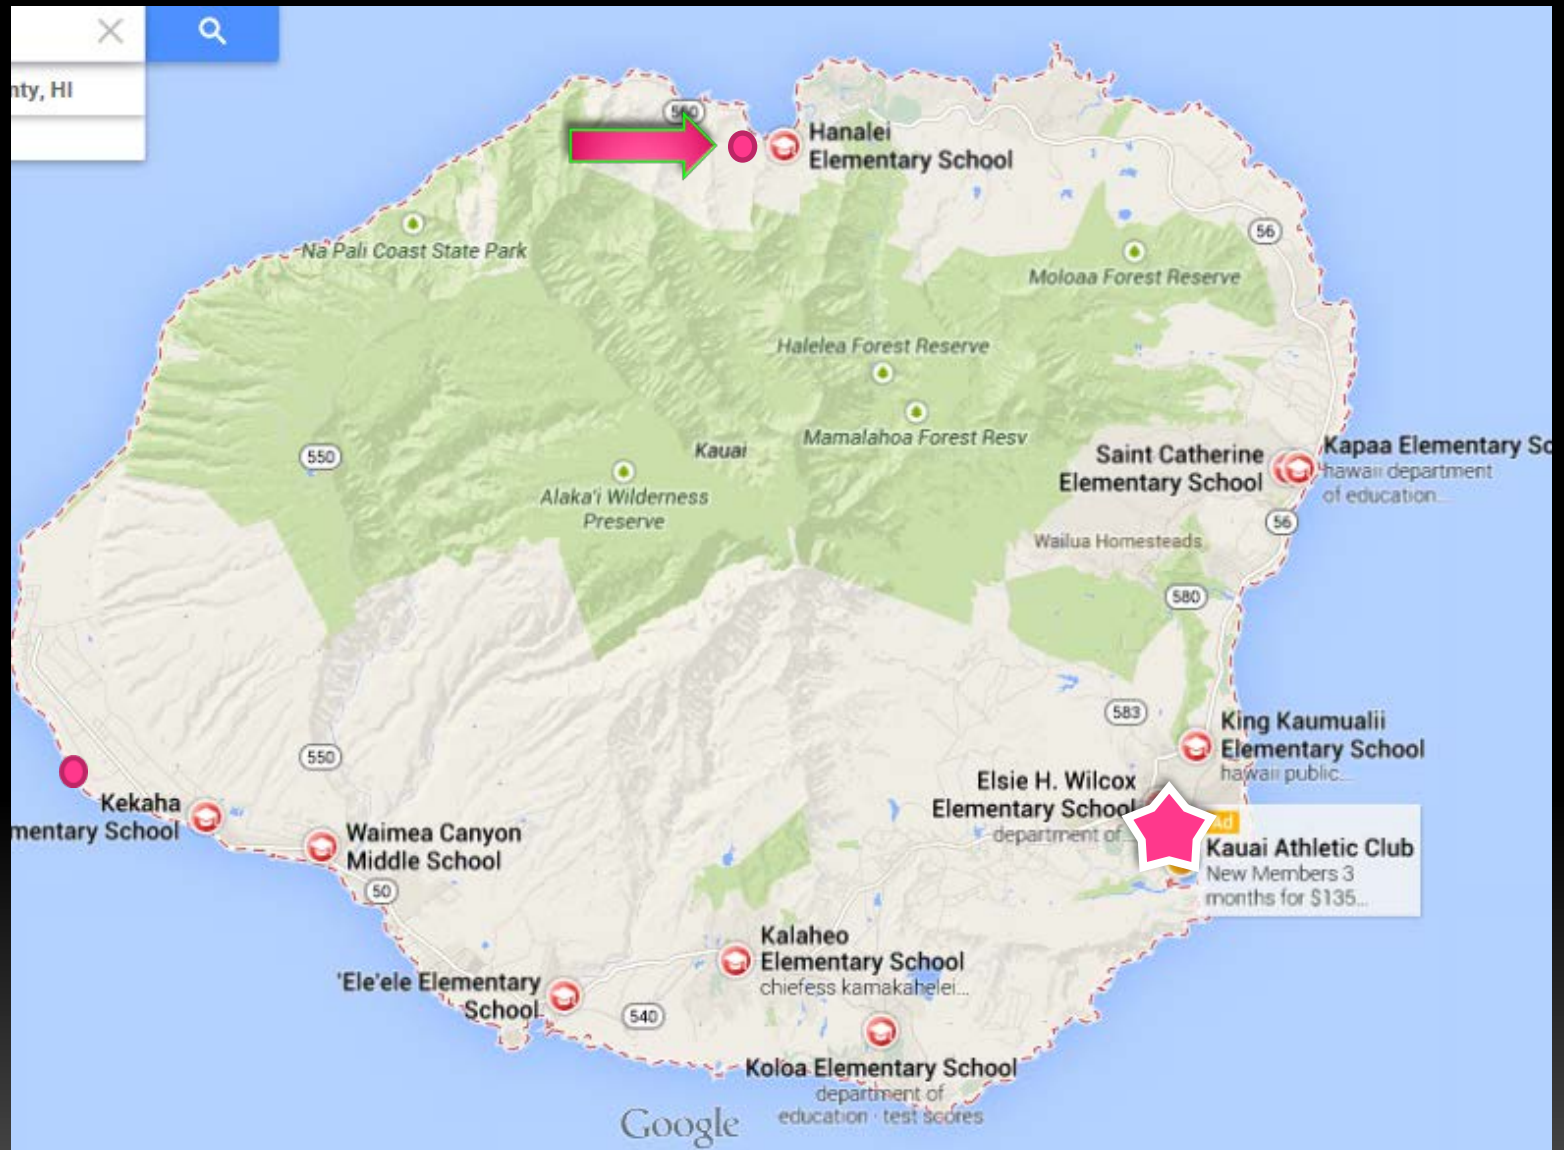 nty, HI
560
Hanalei
Elementary School
56
Na Pali Coast State Park
Moloaa Forest Reserve
Halelea Forest Reserve
Mamalahoa Forest Resv
Kauai
550
Alaka'i Wilderness
Preserve
Saint Catherine
Elementary School
Kapaa Elementary Sc
hawaii department
of education...
56
Wailua Homesteads
580
583
King Kaumualii
Elementary School
hawaii public...
550
Elsie H. Wilcox
Elementary School
department of
Ad
Kauai Athletic Club
New Members 3
months for $135...
Kekaha
mentary School
Waimea Canyon
Middle School
50
Kalaheo
Elementary School
chiefess kamakahelei...
'Ele'ele Elementary
School
540
Koloa Elementary School
department of
education · test scores
Google